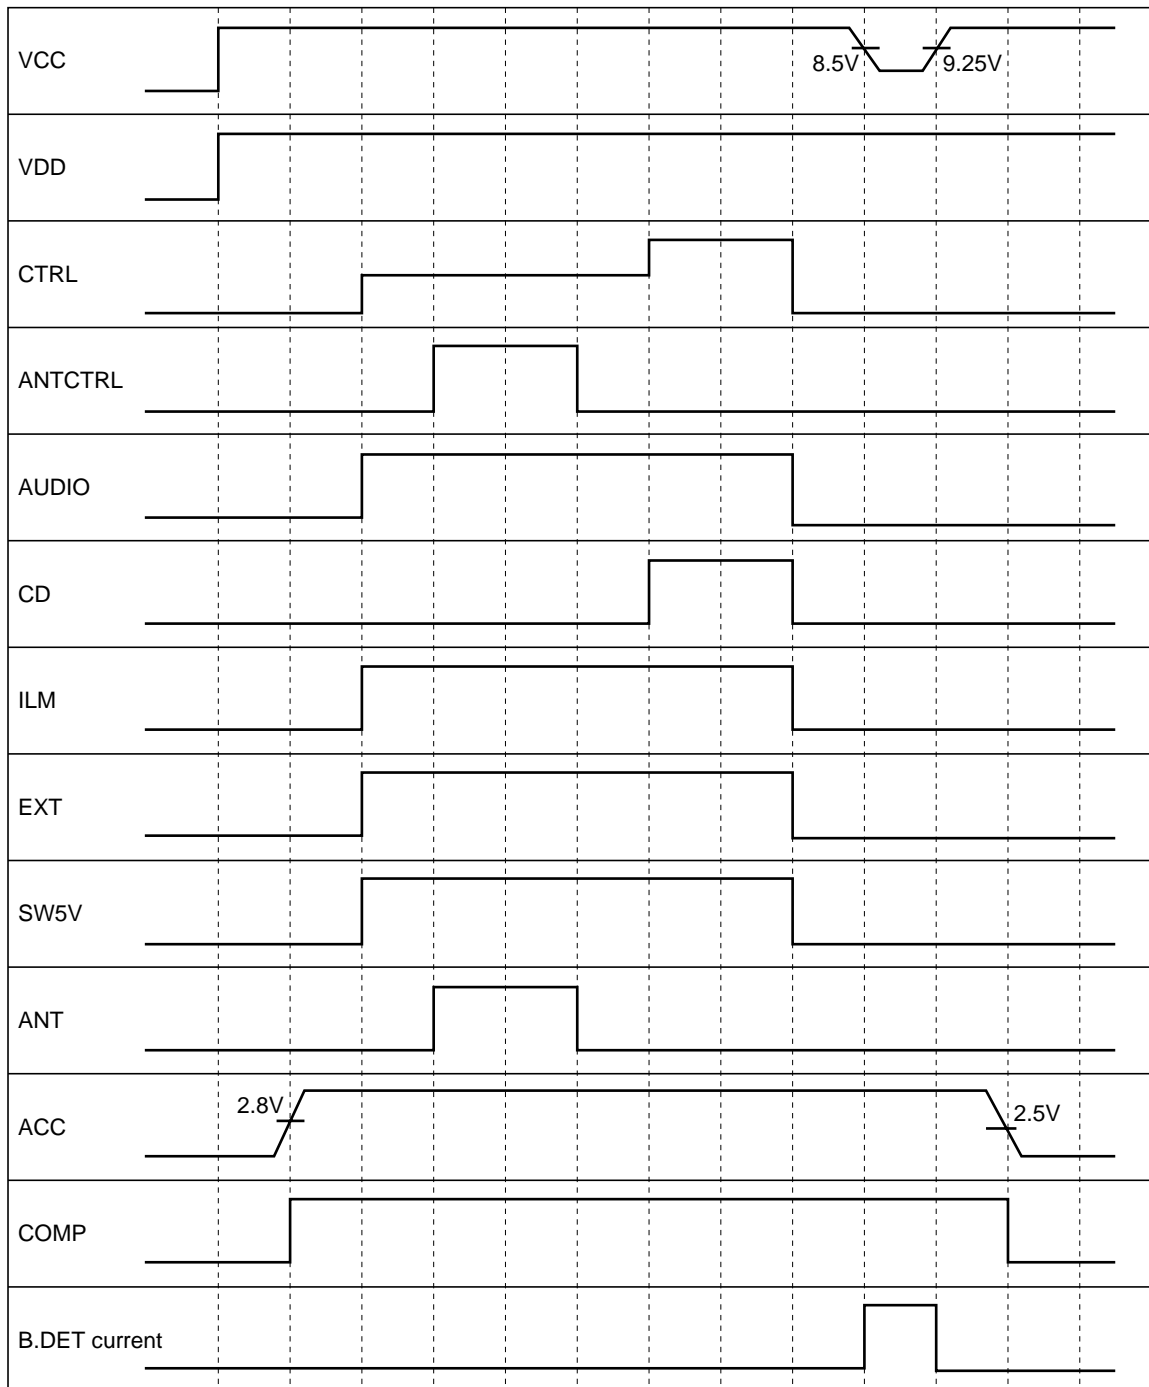 VCC
8.5V
9.25V
VDD
CTRL
ANTCTRL
AUDIO
CD
ILM
EXT
SW5V
ANT
2.8V
ACC
2.5V
COMP
B.DET current